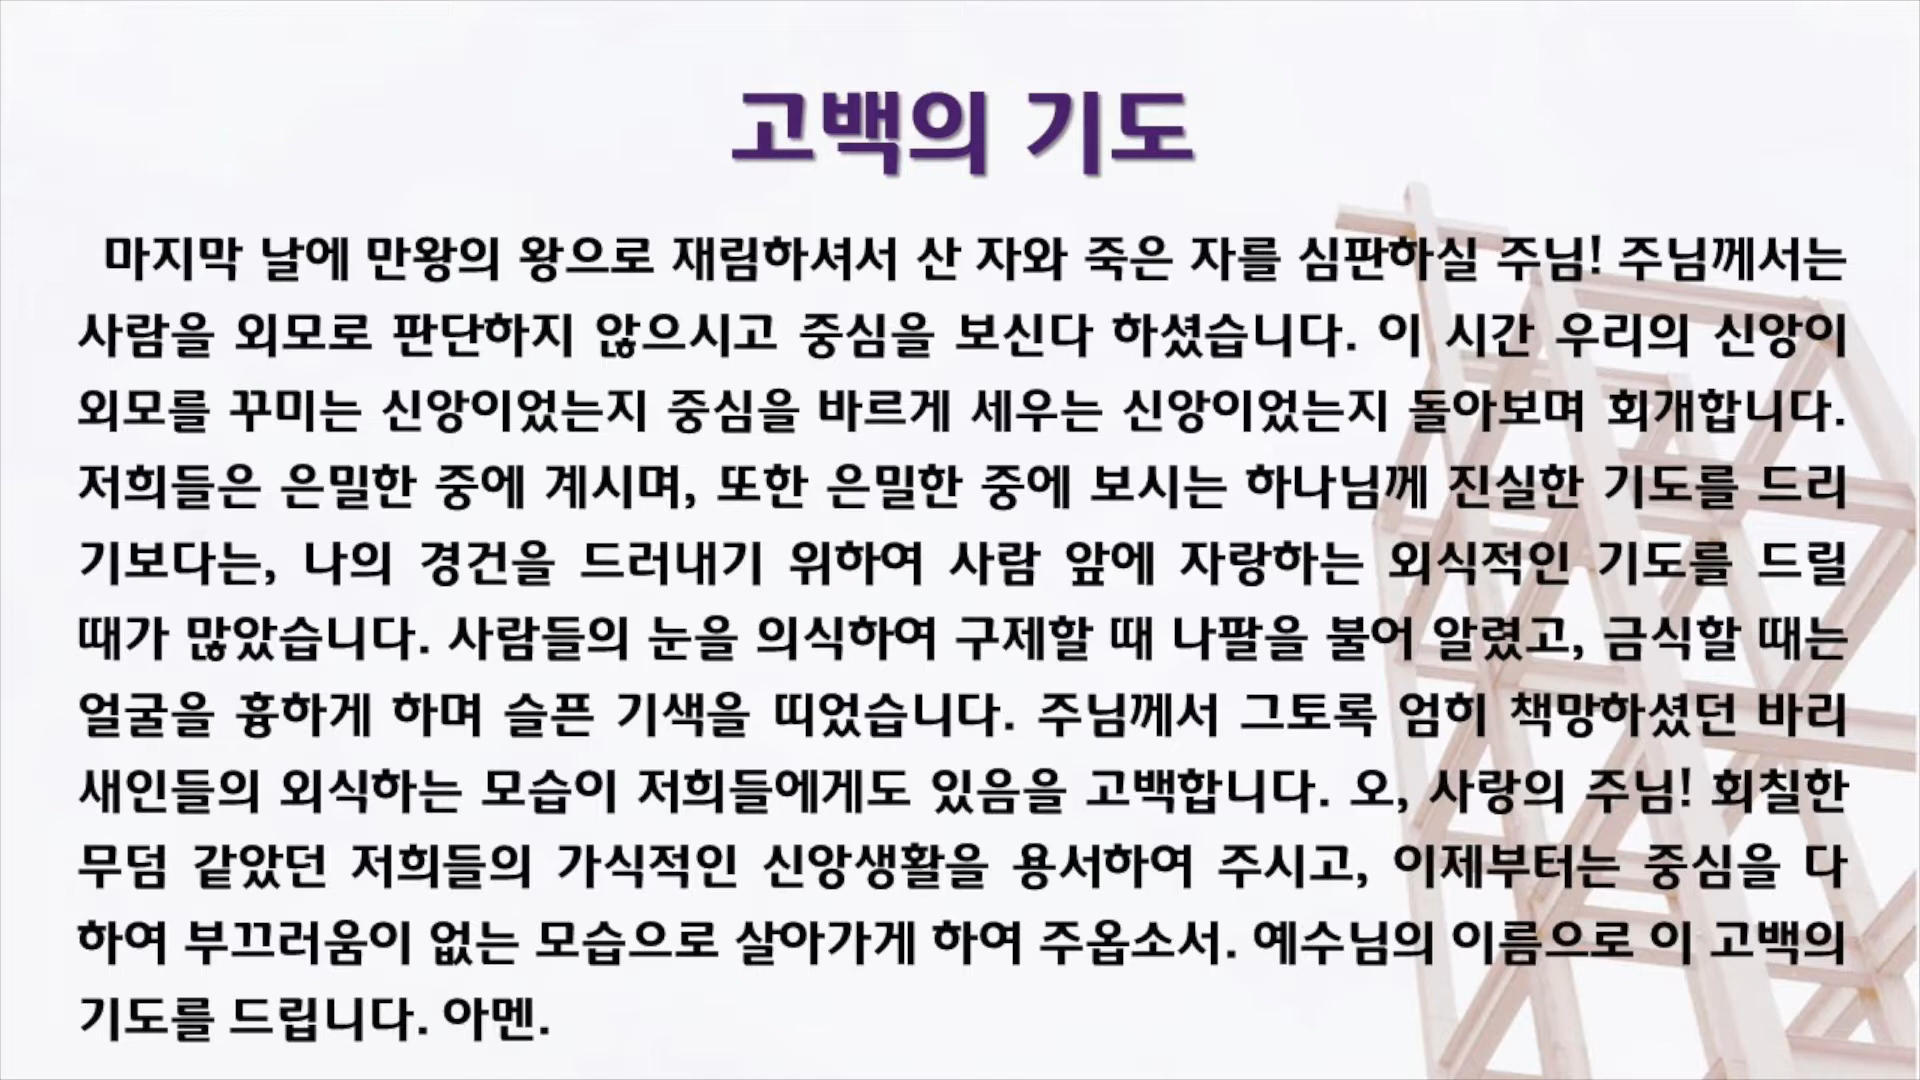 고백의 기도
마지막 날에 만왕의 왕으로 재림하셔서 산 자와 죽은 자를 심판하실 주님! 주님께서는
사람을 외모로 판단하지 않으시고 중심을 보신다 하셨습니다. 이 시간 우리의 신앙이
외모를 꾸미는 신앙이었는지 중심을 바르게 세우는 신앙이었는지 돌아보며 회개합니다.
저희들은 은밀한 중에 계시며, 또한 은밀한 중에 보시는 하나님께 진실한 기도를 드리
기보다는, 나의 경건을 드러내기 위하여 사람 앞에 자랑하는 외식적인 기도를 드릴
때가 많았습니다. 사람들의 눈을 의식하여 구제할 때 나팔을 불어 알렸고, 금식할 때는
얼굴을 흉하게 하며 슬픈 기색을 띠었습니다. 주님께서 그토록 엄히 책망하셨던 바리
새인들의 외식하는 모습이 저희들에게도 있음을 고백합니다. 오, 사랑의 주님! 회칠한
무덤 같았던 저희들의 가식적인 신앙생활을 용서하여 주시고, 이제부터는 중심을 다
하여 부끄러움이 없는 모습으로 살아가게 하여 주옵소서. 예수님의 이름으로 이 고백의
기도를 드립니다. 아멘.